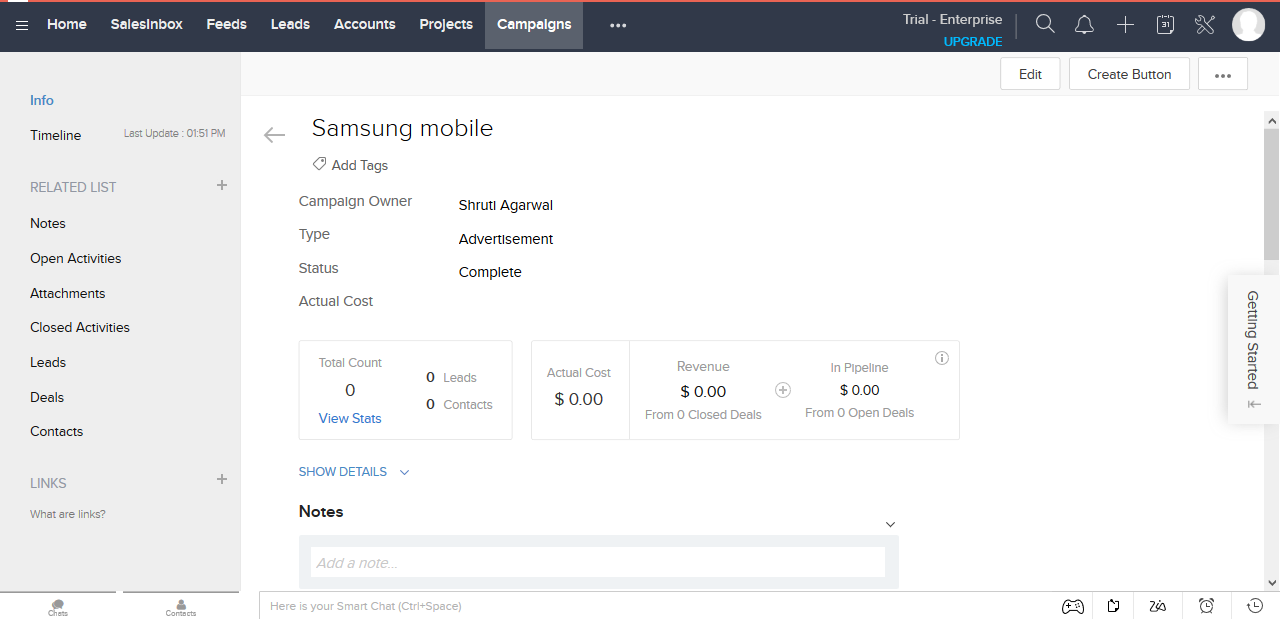 Home SalesInbox Feeds Leads Accounts Projects Campaigns
Trial - Enterprise
UPGRADE
31
Edit Create Button
Info
Timeline Last Update : 01:51 PM
RELATED LIST
Notes
Open Activities
Attachments
Closed Activities
Leads
Deals
Contacts
LINKS
What are links?
Samsung mobile
Add Tags
Campaign Owner Shruti Agarwal
Type Advertisement
Status Complete
Actual Cost
Total Count
0
View Stats
0 Leads
0 Contacts
Actual Cost
$ 0.00
Revenue
$ 0.00
From 0 Closed Deals
In Pipeline
$ 0.00
From 0 Open Deals
SHOW DETAILS
Notes
Add a note...
Getting Started
Chats
Contacts
Here is your Smart Chat (Ctrl+Space)